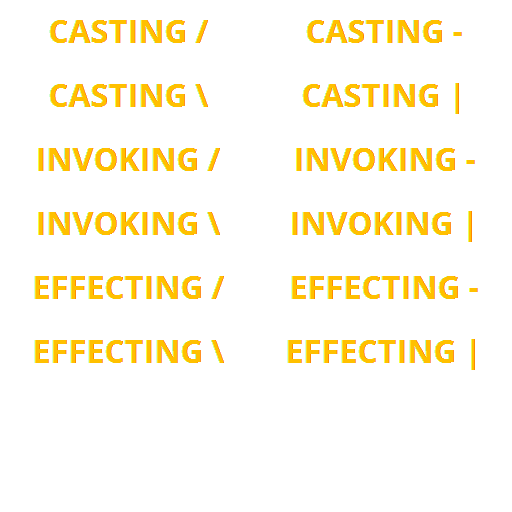 CASTING / CASTING -
CASTING \ CASTING |
INVOKING / INVOKING -
INVOKING \ INVOKING |
EFFECTING / EFFECTING -
EFFECTING \ EFFECTING |